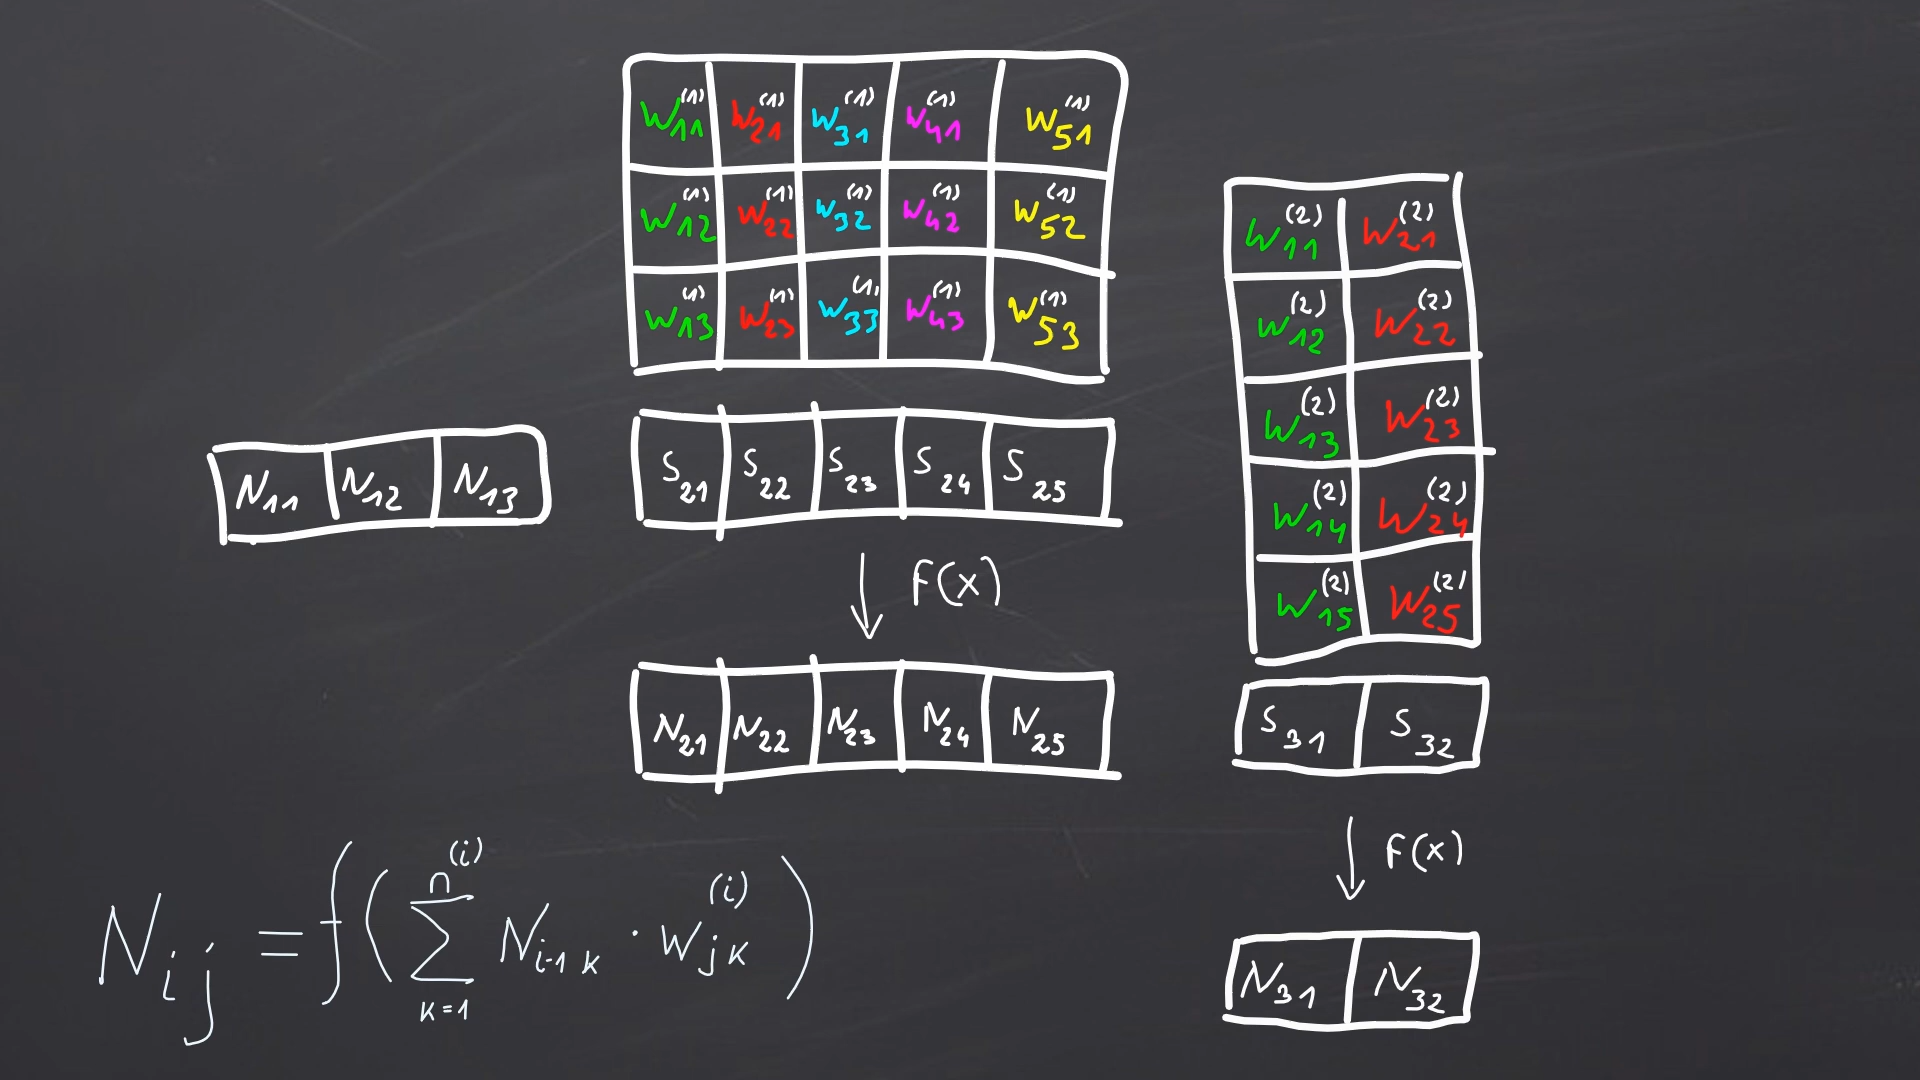 W11(1) W21(1) W31(1) W41(1) W51(1)
W12(1) W22(1) W32(1) W42(1) W52(1)
W13(1) W23(1) W33(1) W43(1) W53(1)
N11 N12 N13
S21 S22 S23 S24 S25
F(x)
N21 N22 N23 N24 N25
W11(2) W21(2)
W12(2) W22(2)
W13(2) W23(2)
W14(2) W24(2)
W15(2) W25(2)
S31 S32
F(x)
N31 N32
Nij = f(∑k=1n(i) Ni-1k · Wjk(i))